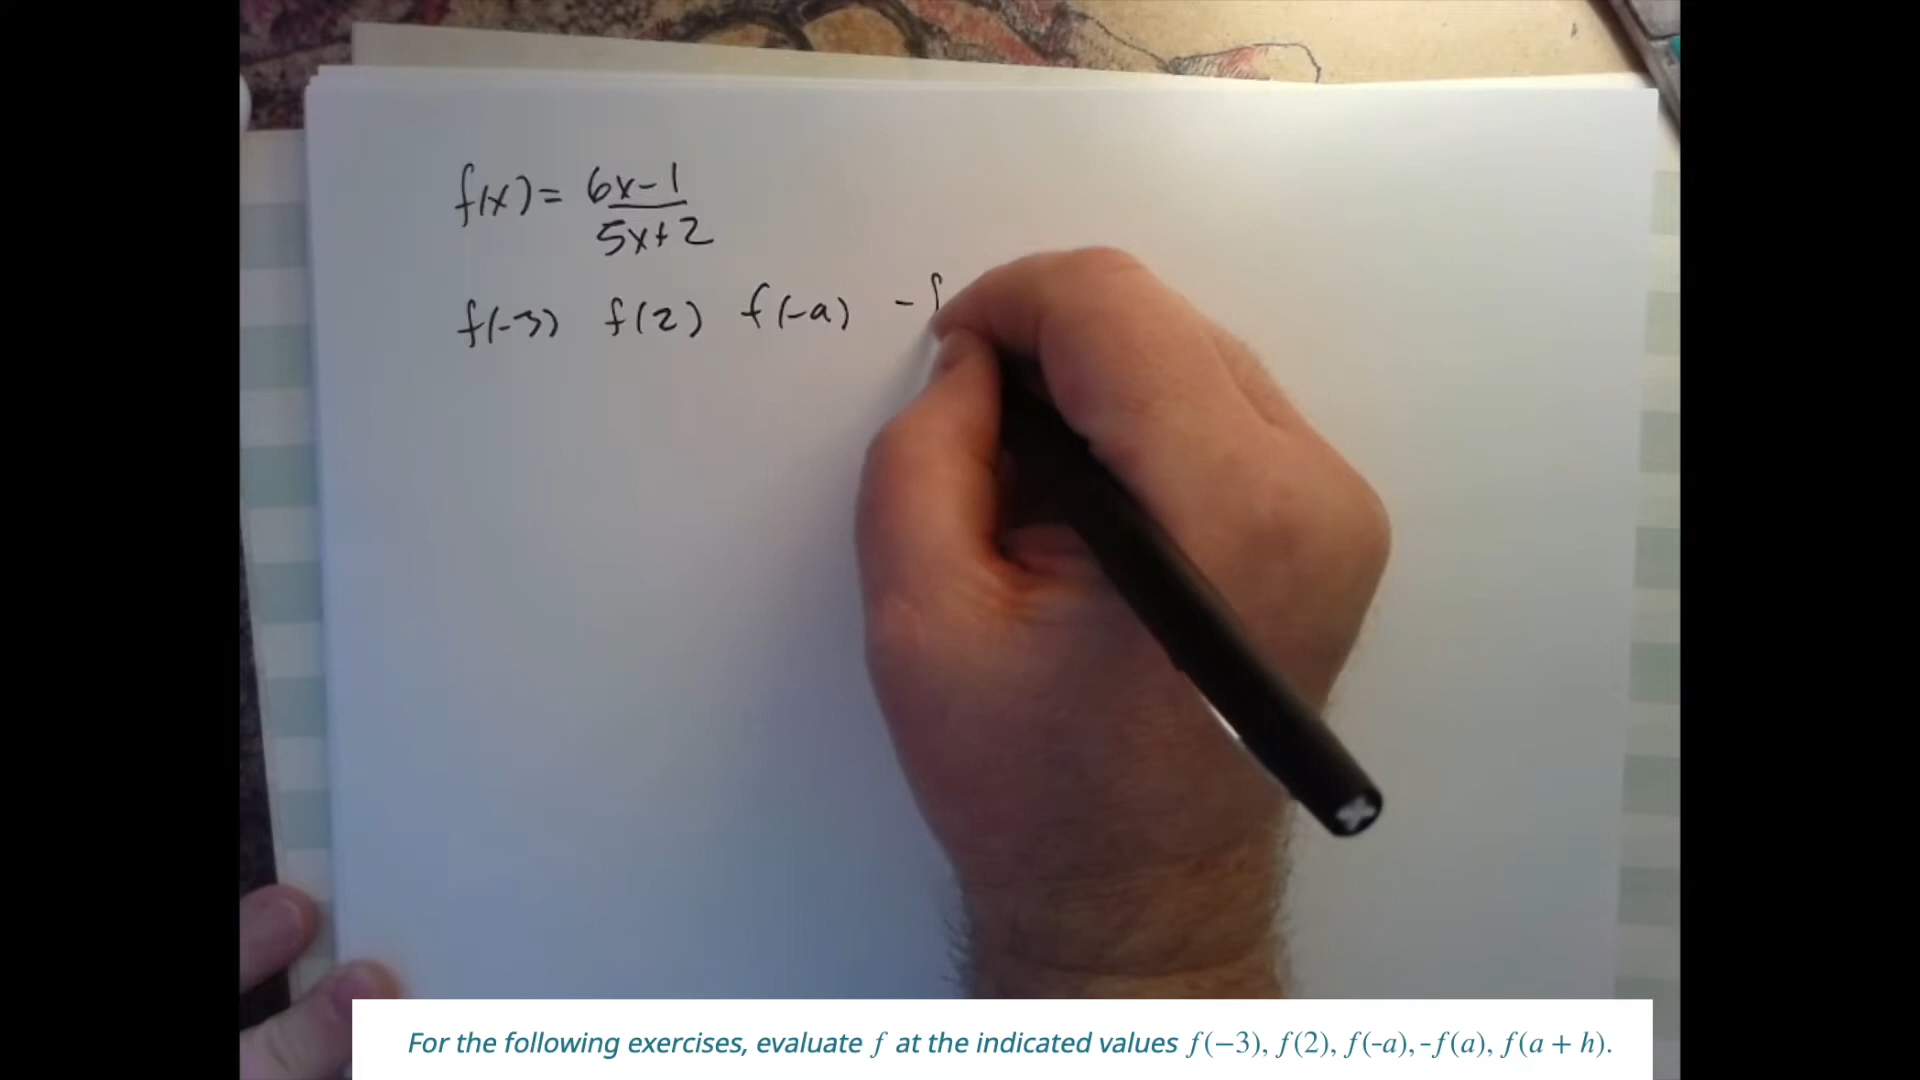 f(x) = 6x-1
5x+2
f(-3) f(2) f(-a) -f
For the following exercises, evaluate f at the indicated values f(−3), f(2), f(-a), -f(a), f(a + h).